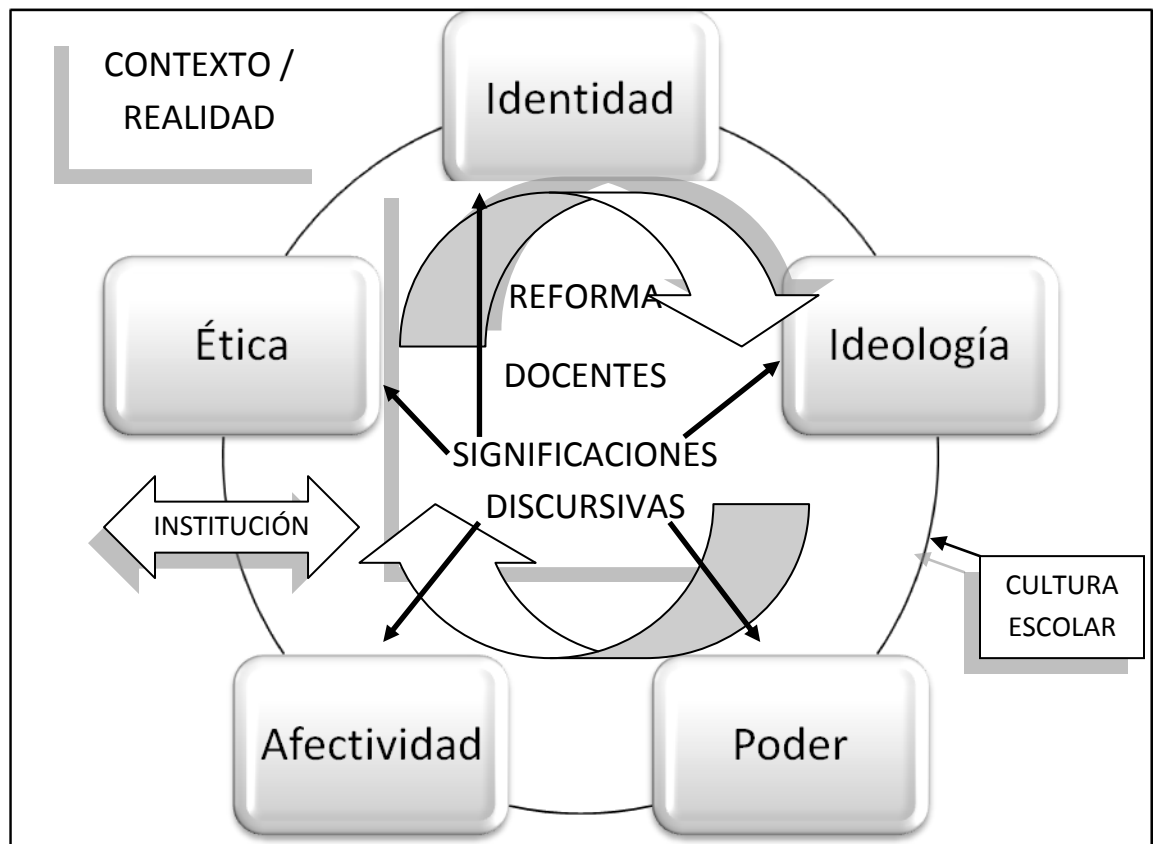 CONTEXTO /
REALIDAD
Identidad
Ética
Ideología
REFORMA
DOCENTES
SIGNIFICACIONES
DISCURSIVAS
INSTITUCIÓN
CULTURA
ESCOLAR
Afectividad
Poder